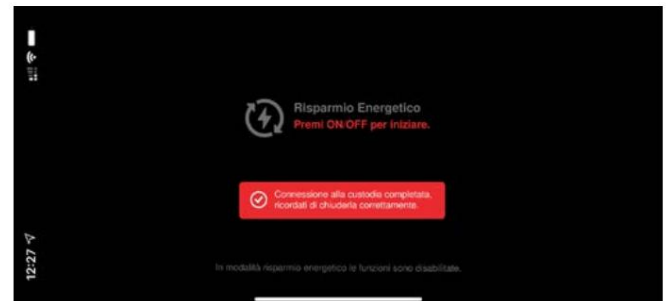 Risparmio Energetico
Premi ON/OFF per iniziare.
Connessione alla custodia completata,
ricordati di chiuderla correttamente.
In modalità risparmio energetico le funzioni sono disabilitate.
12:27